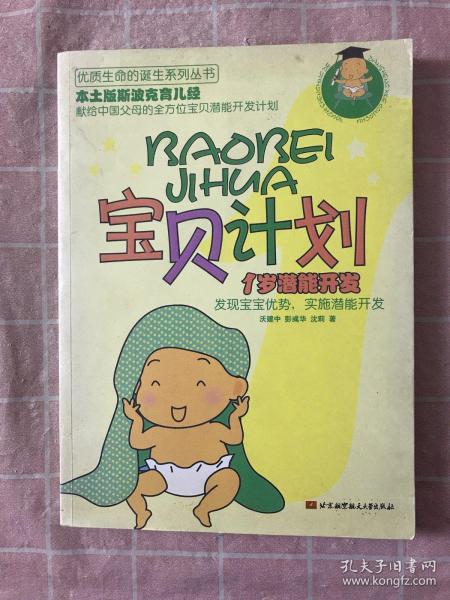 优质生命的诞生系列丛书
本土版斯波克育儿经
献给中国父母的全方位宝贝潜能开发计划
BAOBEI
JIHUA
宝贝计划
1岁潜能开发
发现宝宝优势，实施潜能开发
沃建中 彭彧华 沈莉 著
北京航空航天大学出版社
孔夫子旧书网
www.kongfz.com